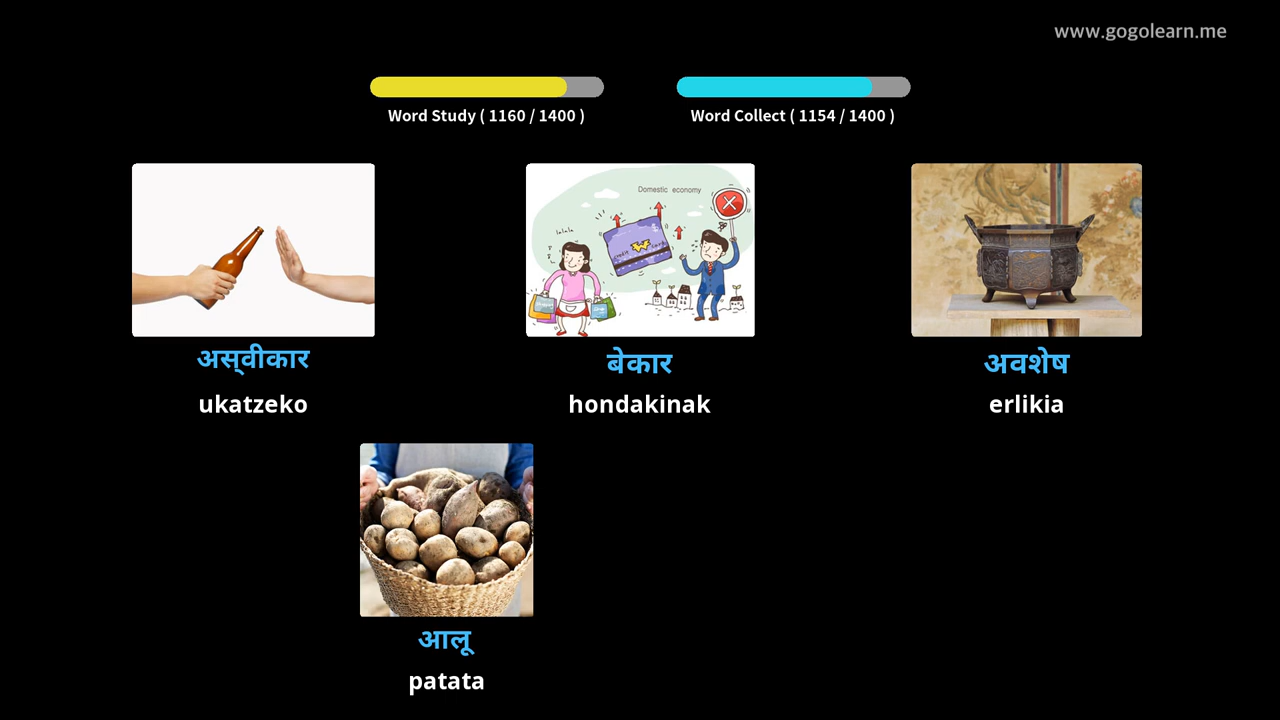 www.gogolearn.me
Word Study ( 1160 / 1400 )
Word Collect ( 1154 / 1400 )
Domestic economy
lalala
अस्‌वीकार
बेकार
अवशेष
ukatzeko
hondakinak
erlikia
आलू
patata